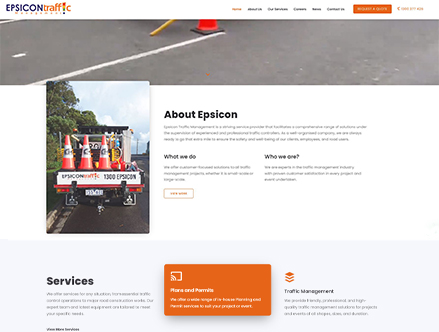 EPSICON traffic
Management
Home About Us Our Services Careers News Contact Us REQUEST A QUOTE
About Epsicon
Epsicon Traffic Management is a striving service provider that facilitates a comprehensive range of solutions under
the supervision of experienced and professional traffic controllers. As a well-organised company, we are always
ready to go that extra mile to ensure the safety and well-being of our clients, employees, and road users.
What we do
We offer customer-focused solutions to all traffic
management projects, whether it is small-scale or
large-scale.
Who we are?
We are experts in the traffic management industry
with proven customer satisfaction in every project and
event undertaken.
VIEW MORE
EPSICON traffic 1300 EPSICON
Services
We offer services for any situation, from essential traffic
control operations to major local construction works. Our
expert team and latest equipment are tailored to meet
your specific needs.
View More Services
Plans and Permits
We offer a wide range of in-house Planning and
Permit services to suit your project or event.
Traffic Management
We provide friendly, professional, and high-
quality traffic management solutions for projects
and events of all shapes, sizes, and duration.